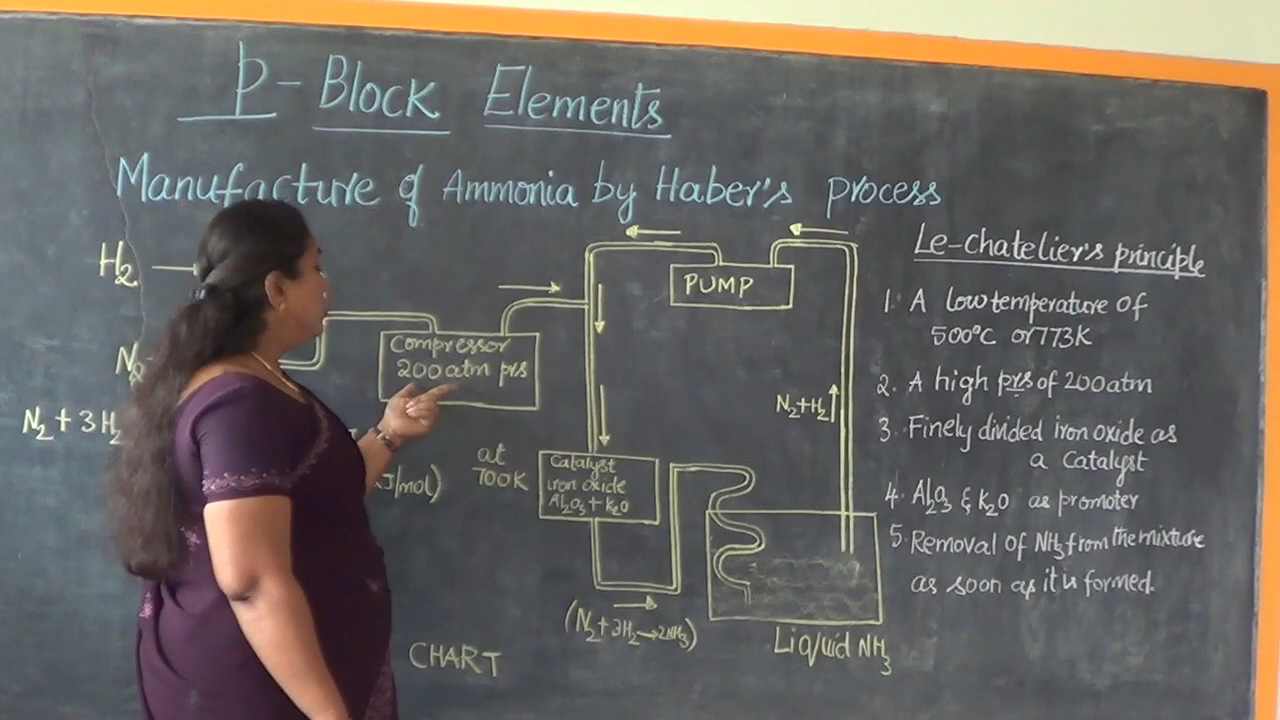 p-Block Elements
Manufacture of Ammonia by Haber's process
H₂
N₂
N₂ + 3H₂
J/mol)
Compressor
200atm prs
PUMP
at
700K
Catalyst
iron oxide
Al₂O₃ + K₂O
N₂+H₂
(N₂+3H₂→2NH₃)
Liquid NH₃
CHART
Le-chatelier's principle
1. A low temperature of
500°C or 773K
2. A high prs of 200atm
3. Finely divided iron oxide as
a Catalyst
4. Al₂O₃ & K₂O as promoter
5. Removal of NH₃ from the mixture
as soon as it is formed.